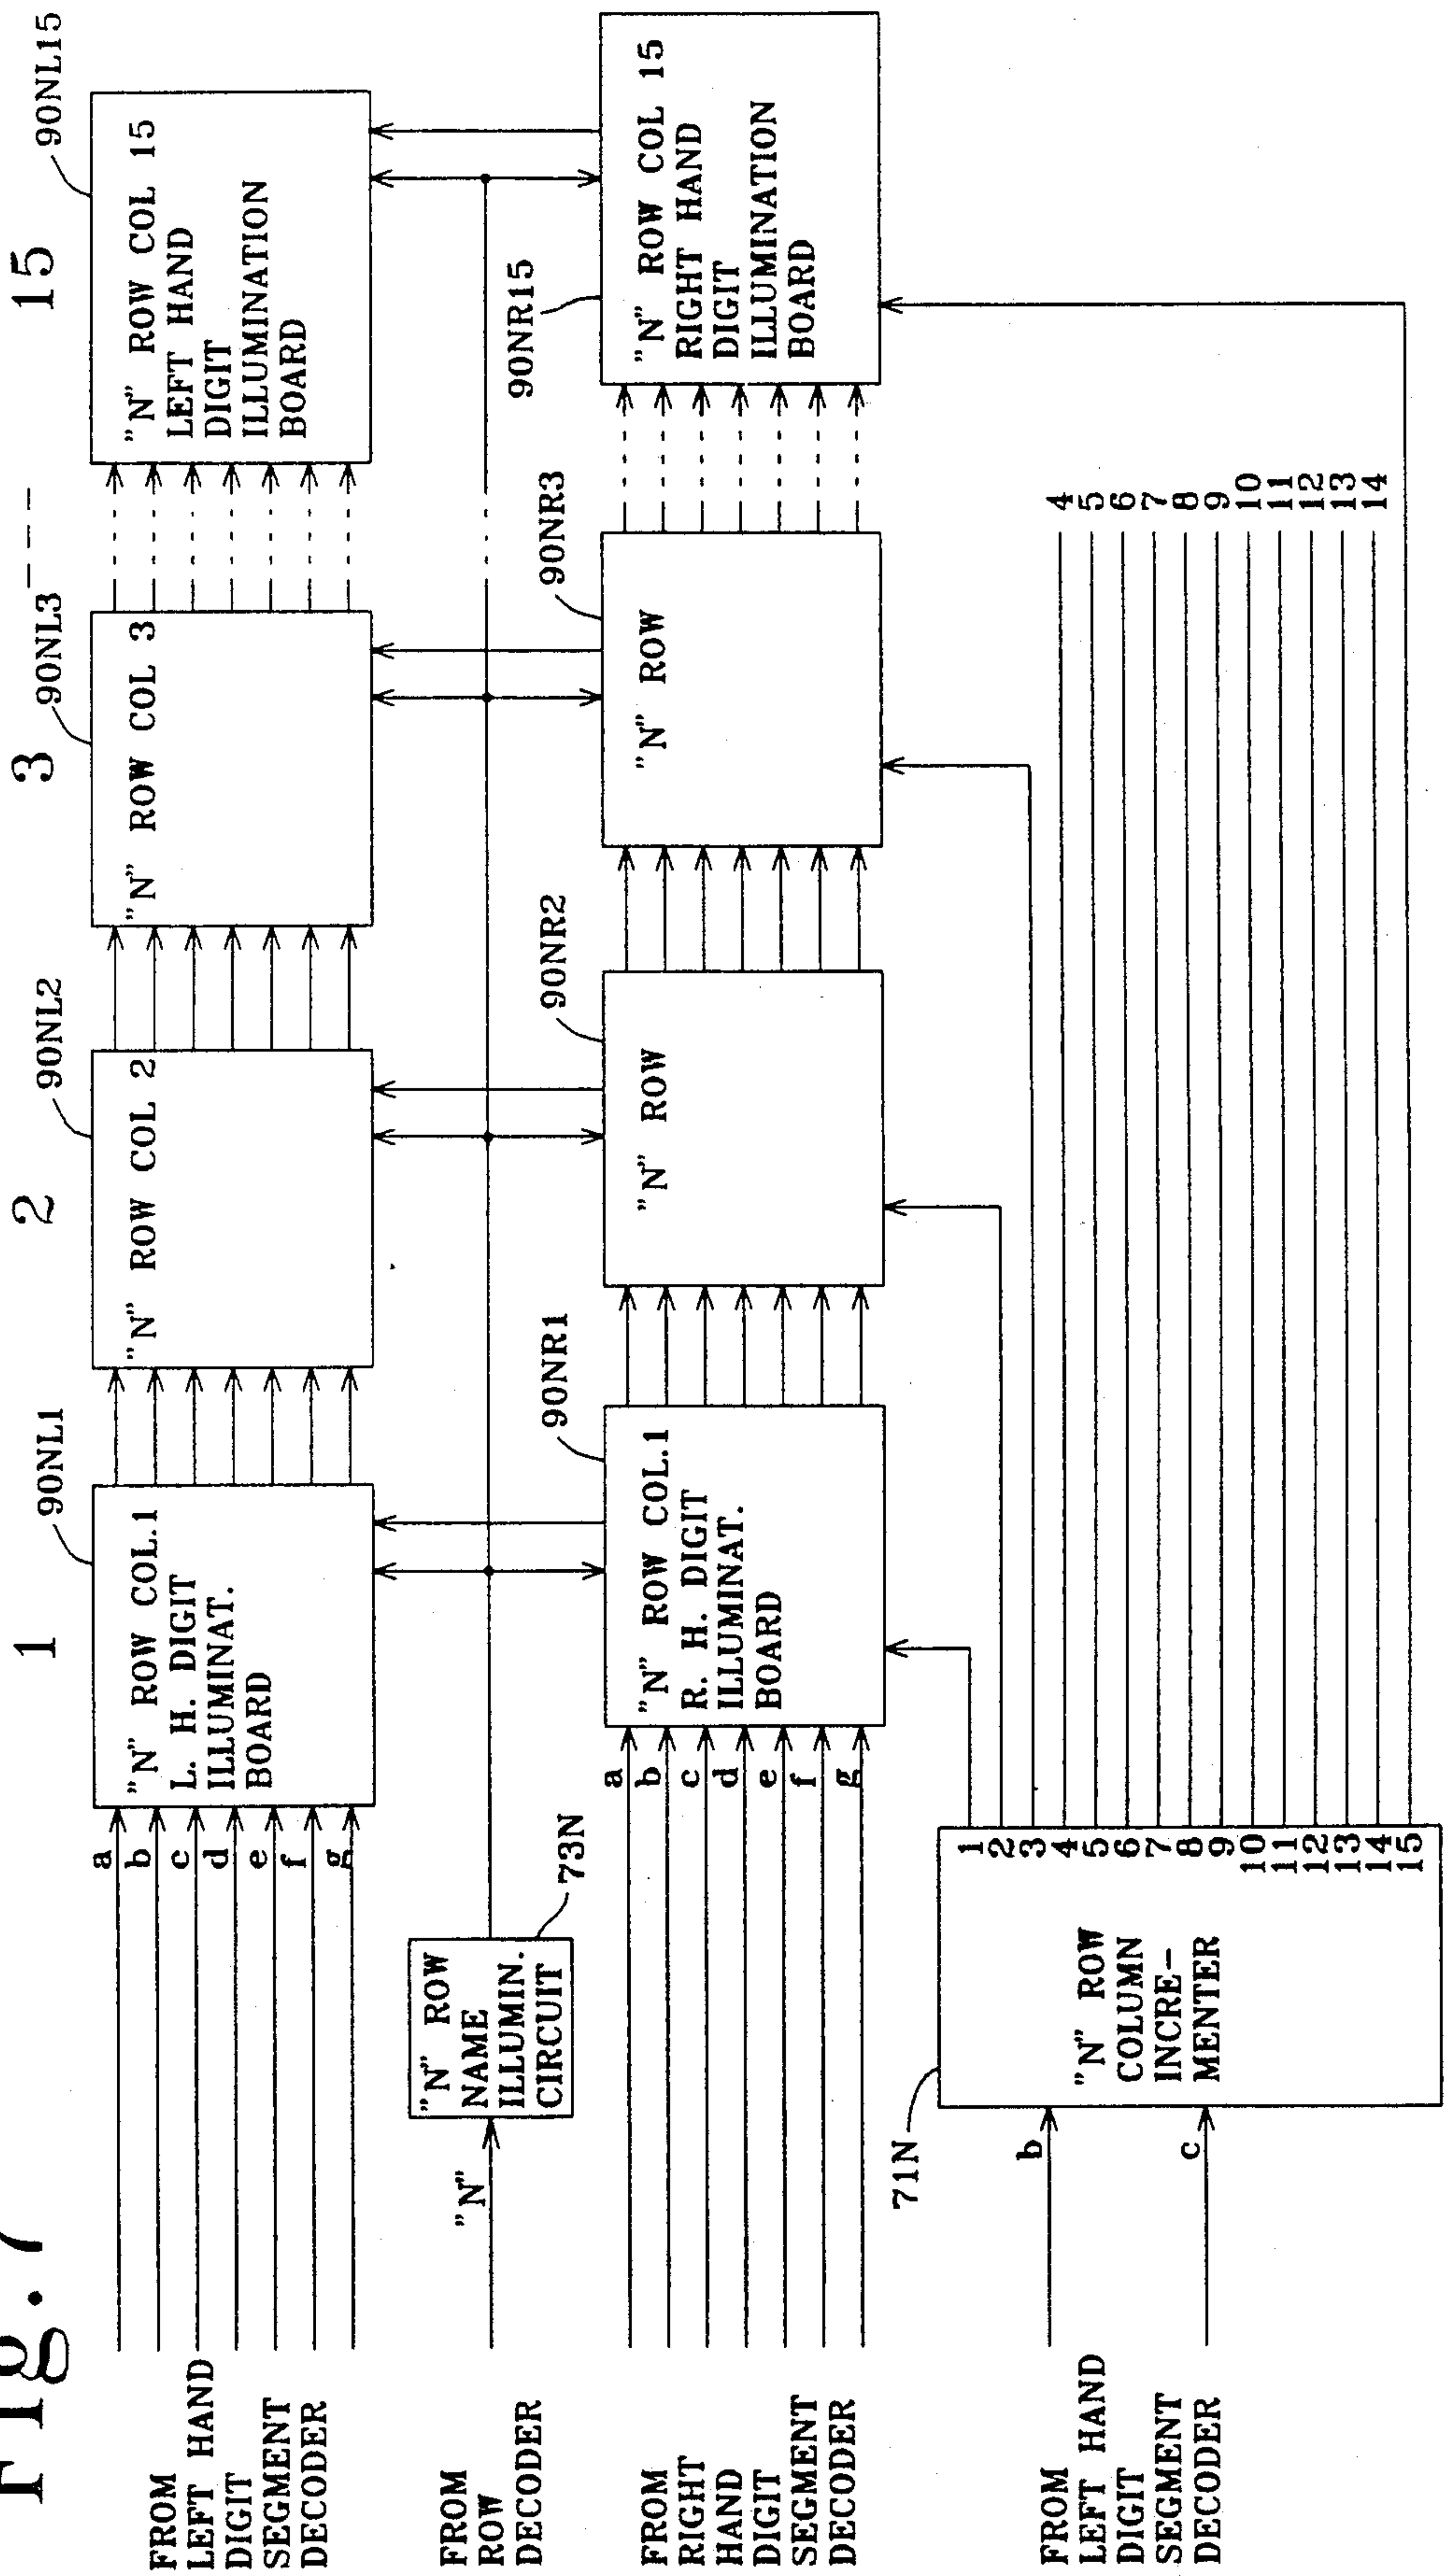 Fig. 7
1
2
3
---
15
90NL1
90NL2
90NL3
90NL15
FROM
LEFT HAND
DIGIT
SEGMENT
DECODER
a
b
c
d
e
f
g
"N" ROW COL.1
L. H. DIGIT
ILLUMINAT.
BOARD
"N" ROW COL 2
"N" ROW COL 3
"N" ROW COL 15
LEFT HAND
DIGIT
ILLUMINATION
BOARD
FROM
ROW
DECODER
"N"
"N" ROW
NAME
ILLUMIN.
CIRCUIT
73N
90NR1
90NR2
90NR3
90NR15
FROM
RIGHT
HAND
DIGIT
SEGMENT
DECODER
a
b
c
d
e
f
g
"N" ROW COL.1
R. H. DIGIT
ILLUMINAT.
BOARD
"N" ROW
"N" ROW
"N" ROW COL 15
RIGHT HAND
DIGIT
ILLUMINATION
BOARD
71N
FROM
LEFT HAND
DIGIT
SEGMENT
DECODER
b
c
"N" ROW
COLUMN
INCRE-
MENTER
1
2
3
4
5
6
7
8
9
10
11
12
13
14
15
4
5
6
7
8
9
10
11
12
13
14